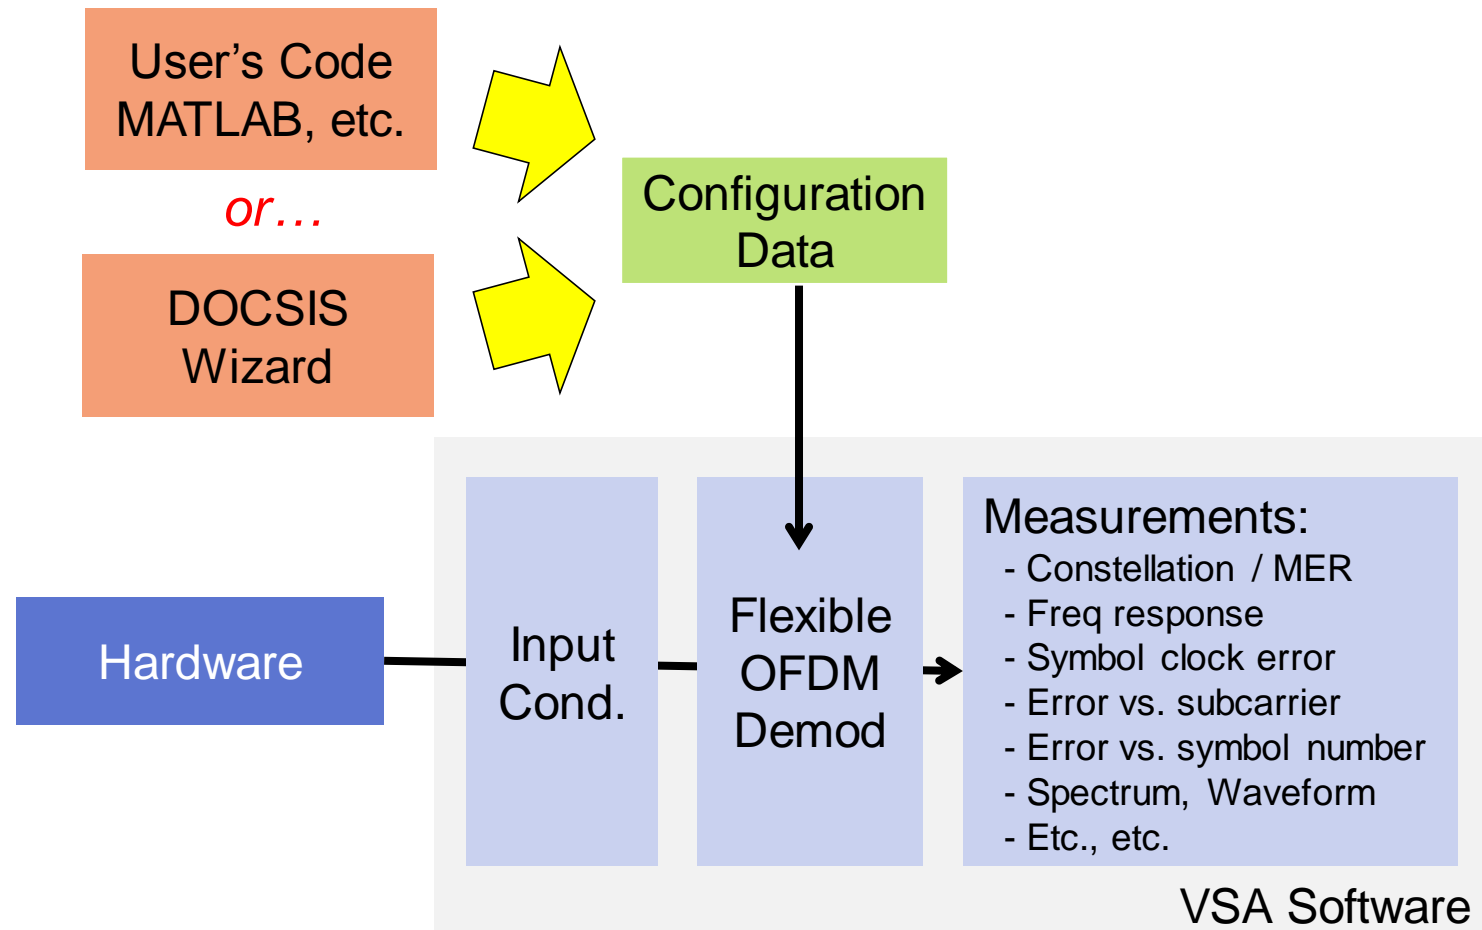 User’s Code
MATLAB, etc.
or…
DOCSIS
Wizard
Configuration
Data
Hardware
Input
Cond.
Flexible
OFDM
Demod
Measurements:
- Constellation / MER
- Freq response
- Symbol clock error
- Error vs. subcarrier
- Error vs. symbol number
- Spectrum, Waveform
- Etc., etc.
VSA Software